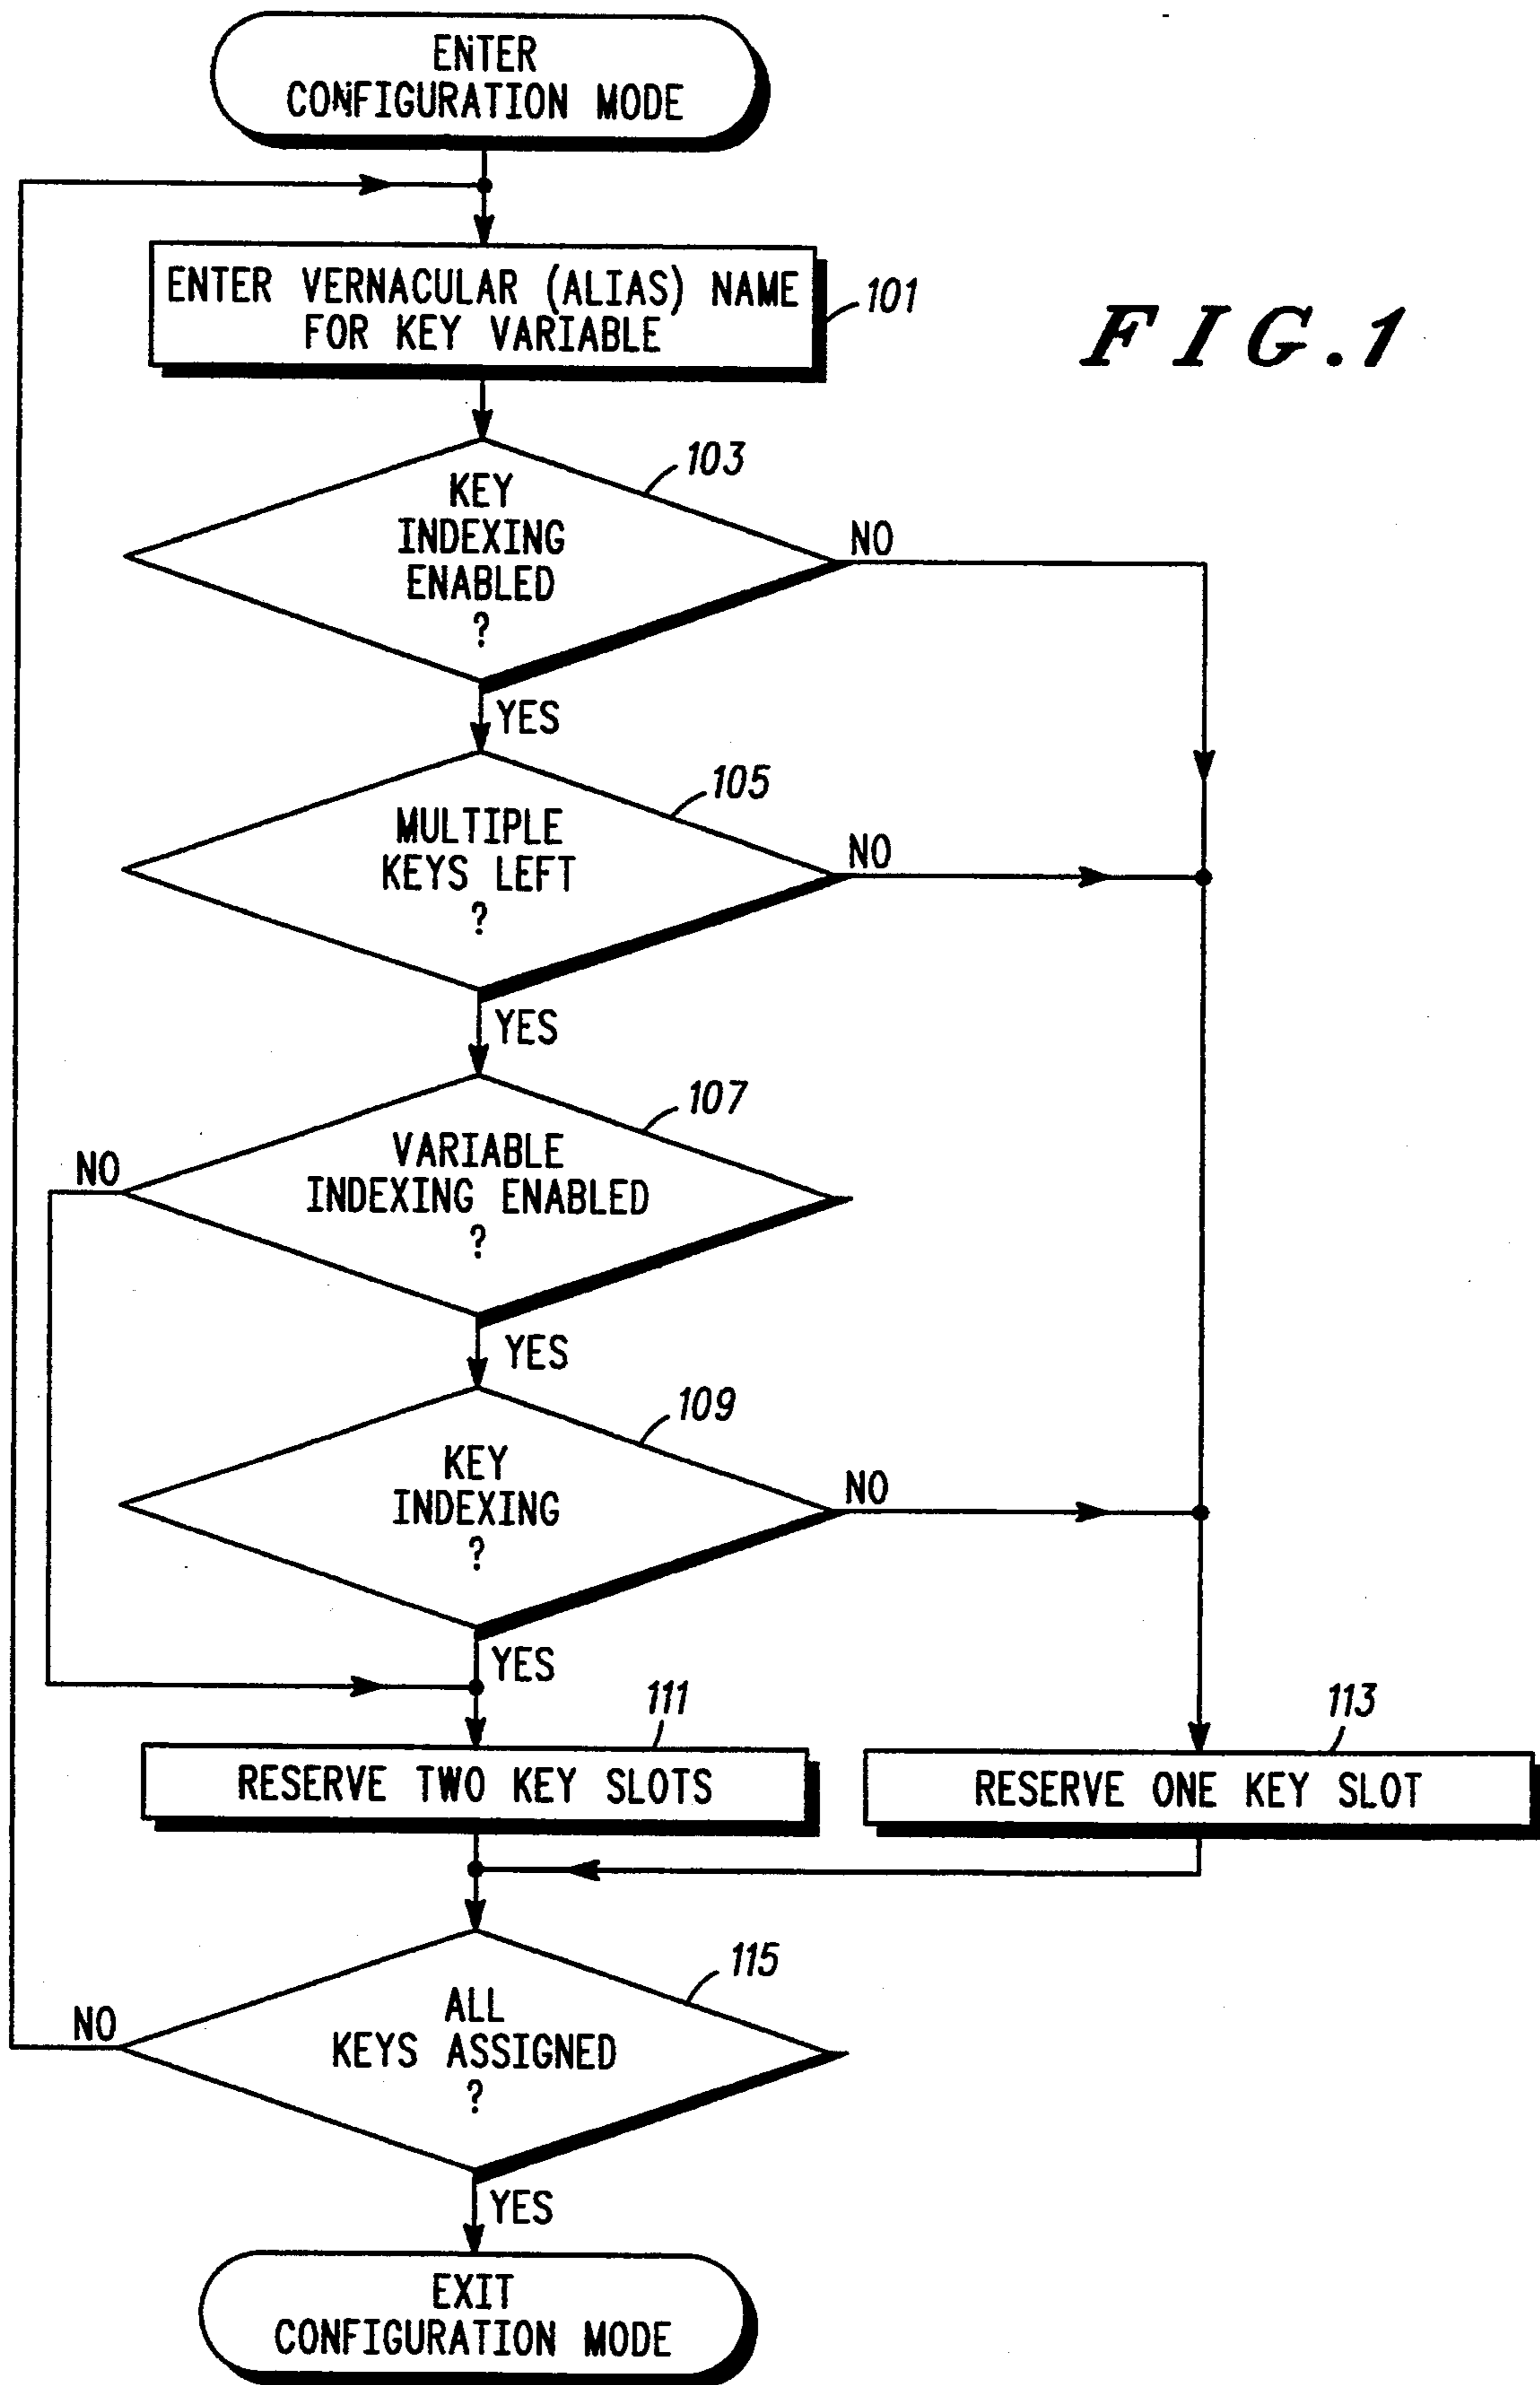 ENTER
CONFIGURATION MODE
ENTER VERNACULAR (ALIAS) NAME
FOR KEY VARIABLE
101
FIG.1
103
KEY
INDEXING
ENABLED
?
NO
YES
105
MULTIPLE
KEYS LEFT
?
NO
YES
107
VARIABLE
INDEXING ENABLED
?
NO
YES
109
KEY
INDEXING
?
NO
YES
111
RESERVE TWO KEY SLOTS
113
RESERVE ONE KEY SLOT
115
ALL
KEYS ASSIGNED
?
NO
YES
EXIT
CONFIGURATION MODE